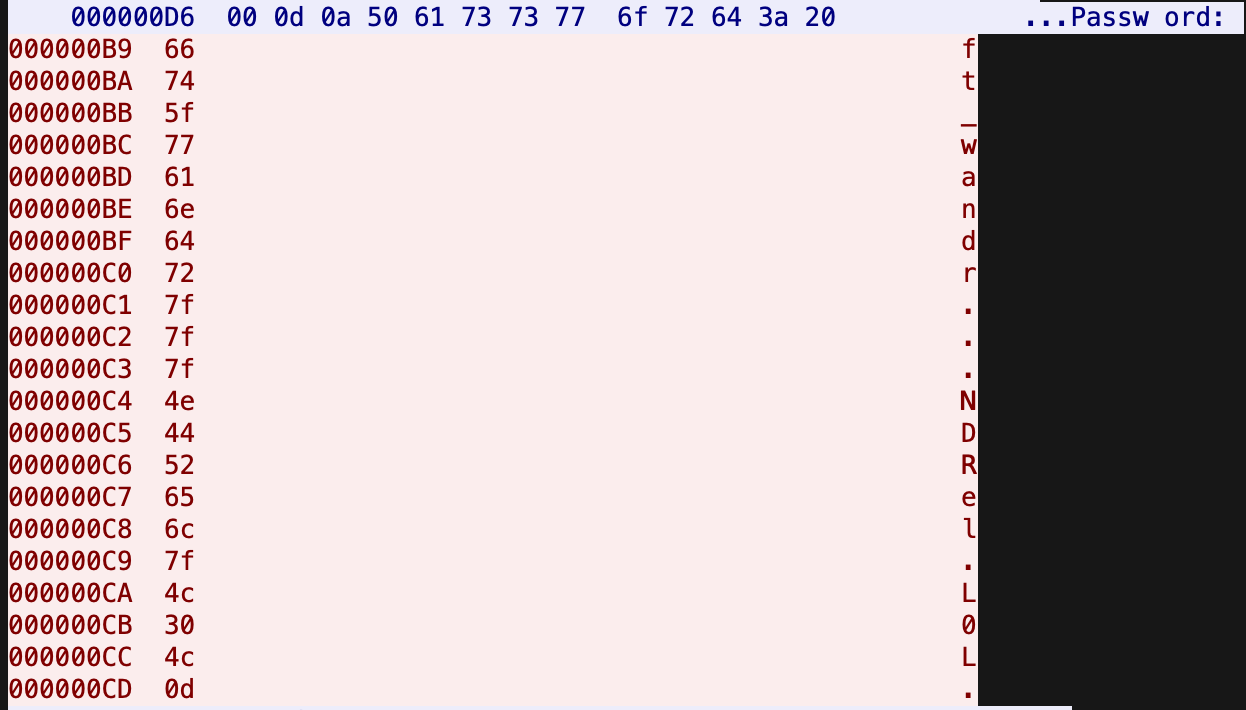 000000D6  00 0d 0a 50 61 73 73 77  6f 72 64 3a 20  ...Passw ord: 
000000B9  66  f
000000BA  74  t
000000BB  5f  _
000000BC  77  w
000000BD  61  a
000000BE  6e  n
000000BF  64  d
000000C0  72  r
000000C1  7f  .
000000C2  7f  .
000000C3  7f  .
000000C4  4e  N
000000C5  44  D
000000C6  52  R
000000C7  65  e
000000C8  6c  l
000000C9  7f  .
000000CA  4c  L
000000CB  30  0
000000CC  4c  L
000000CD  0d  .